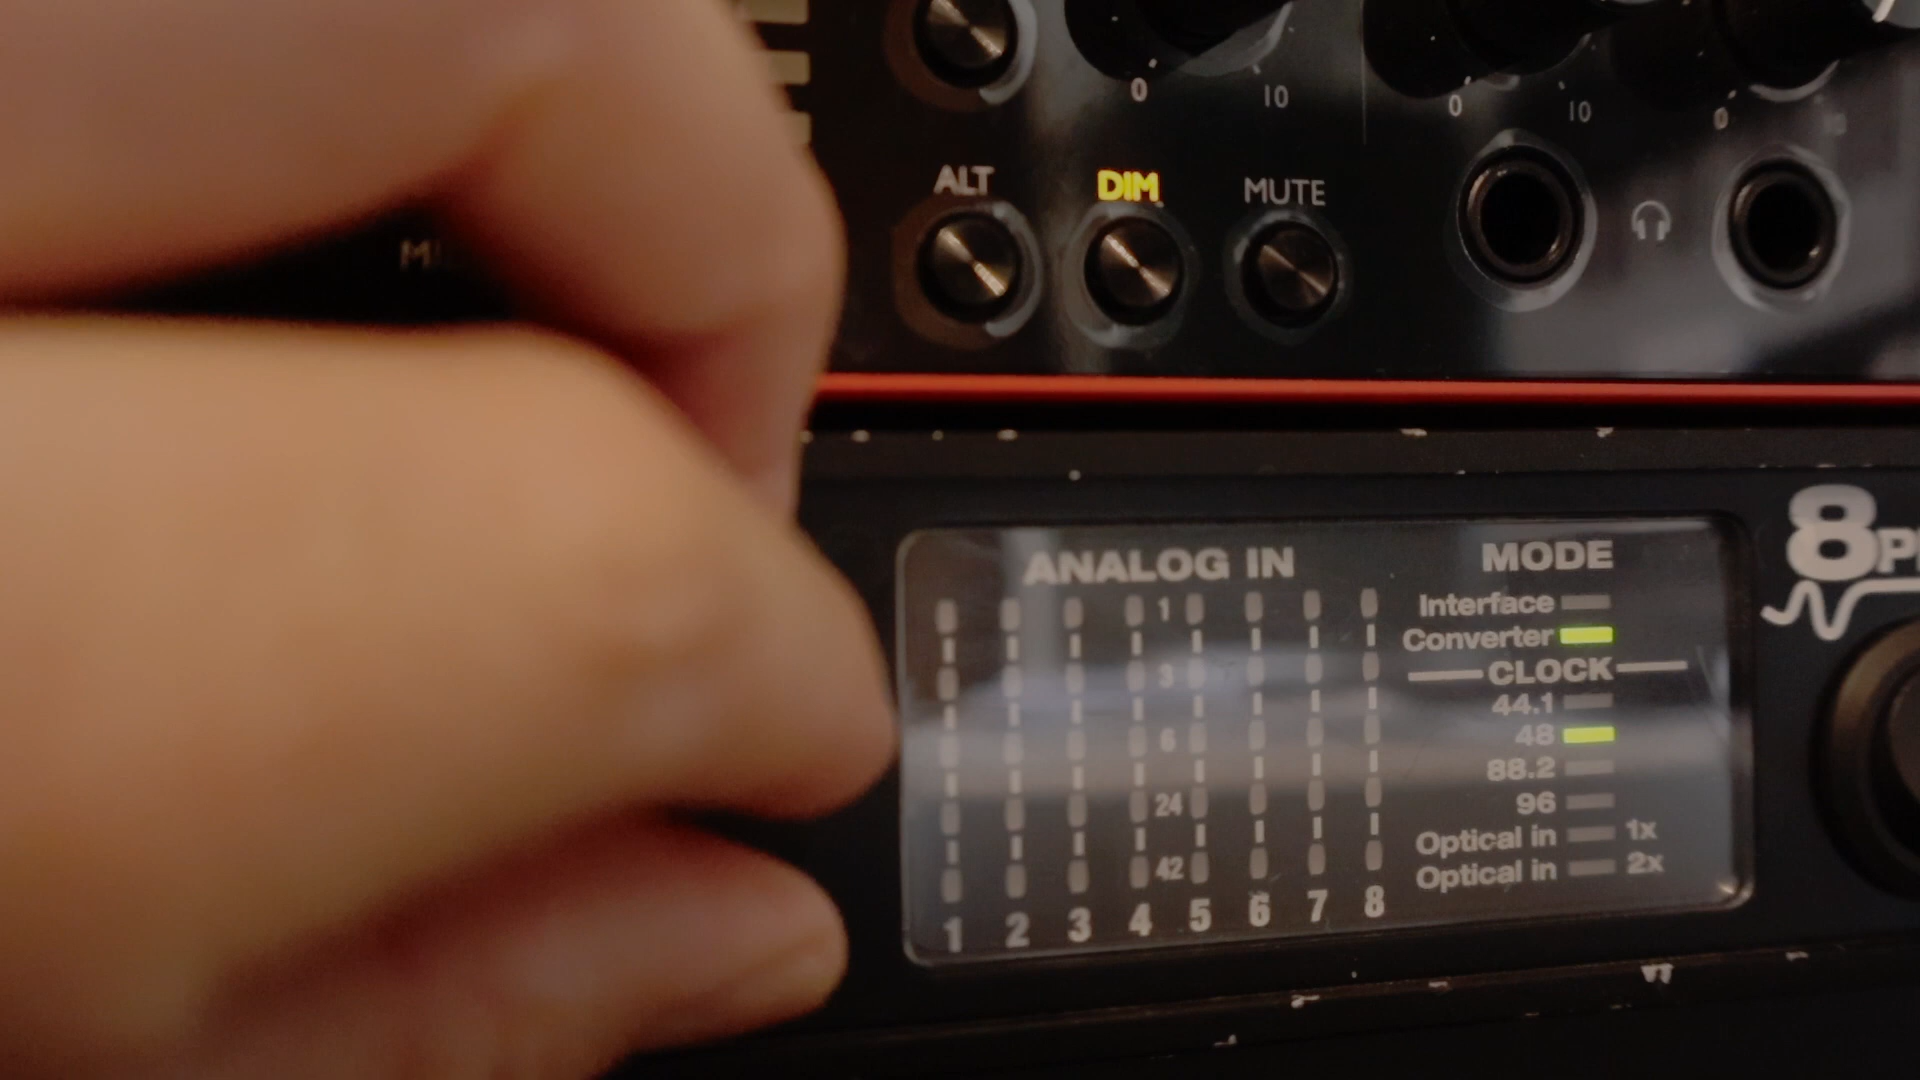 0 10 0 10 0
ALT DIM MUTE
ANALOG IN
1
3
6
24
42
1 2 3 4 5 6 7 8
MODE
Interface
Converter
CLOCK
44.1
48
88.2
96
Optical in 1x
Optical in 2x
8